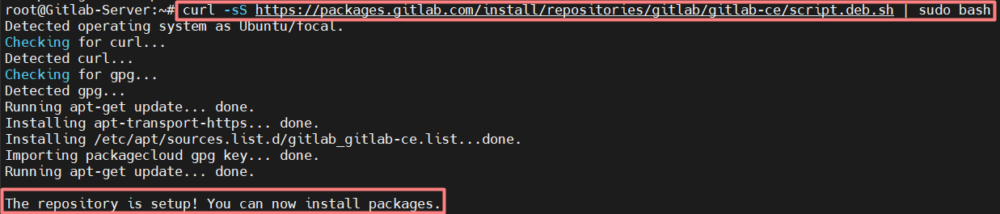 root@Gitlab-Server:~# curl -sS https://packages.gitlab.com/install/repositories/gitlab/gitlab-ce/script.deb.sh | sudo bash
Detected operating system as Ubuntu/focal.
Checking for curl...
Detected curl...
Checking for gpg...
Detected gpg...
Running apt-get update... done.
Installing apt-transport-https... done.
Installing /etc/apt/sources.list.d/gitlab_gitlab-ce.list...done.
Importing packagecloud gpg key... done.
Running apt-get update... done.
The repository is setup! You can now install packages.